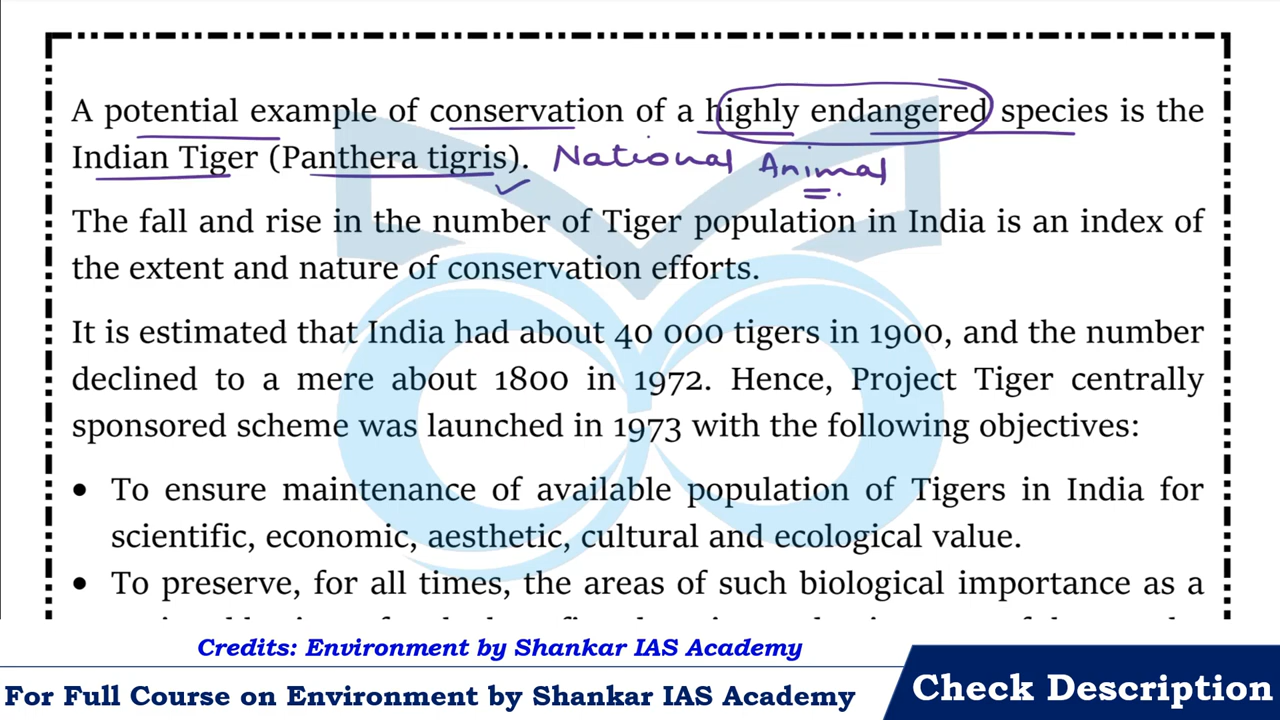 A potential example of conservation of a highly endangered species is the
Indian Tiger (Panthera tigris). National Animal
The fall and rise in the number of Tiger population in India is an index of
the extent and nature of conservation efforts.
It is estimated that India had about 40 000 tigers in 1900, and the number
declined to a mere about 1800 in 1972. Hence, Project Tiger centrally
sponsored scheme was launched in 1973 with the following objectives:
• To ensure maintenance of available population of Tigers in India for
scientific, economic, aesthetic, cultural and ecological value.
• To preserve, for all times, the areas of such biological importance as a
Credits: Environment by Shankar IAS Academy
For Full Course on Environment by Shankar IAS Academy
Check Description